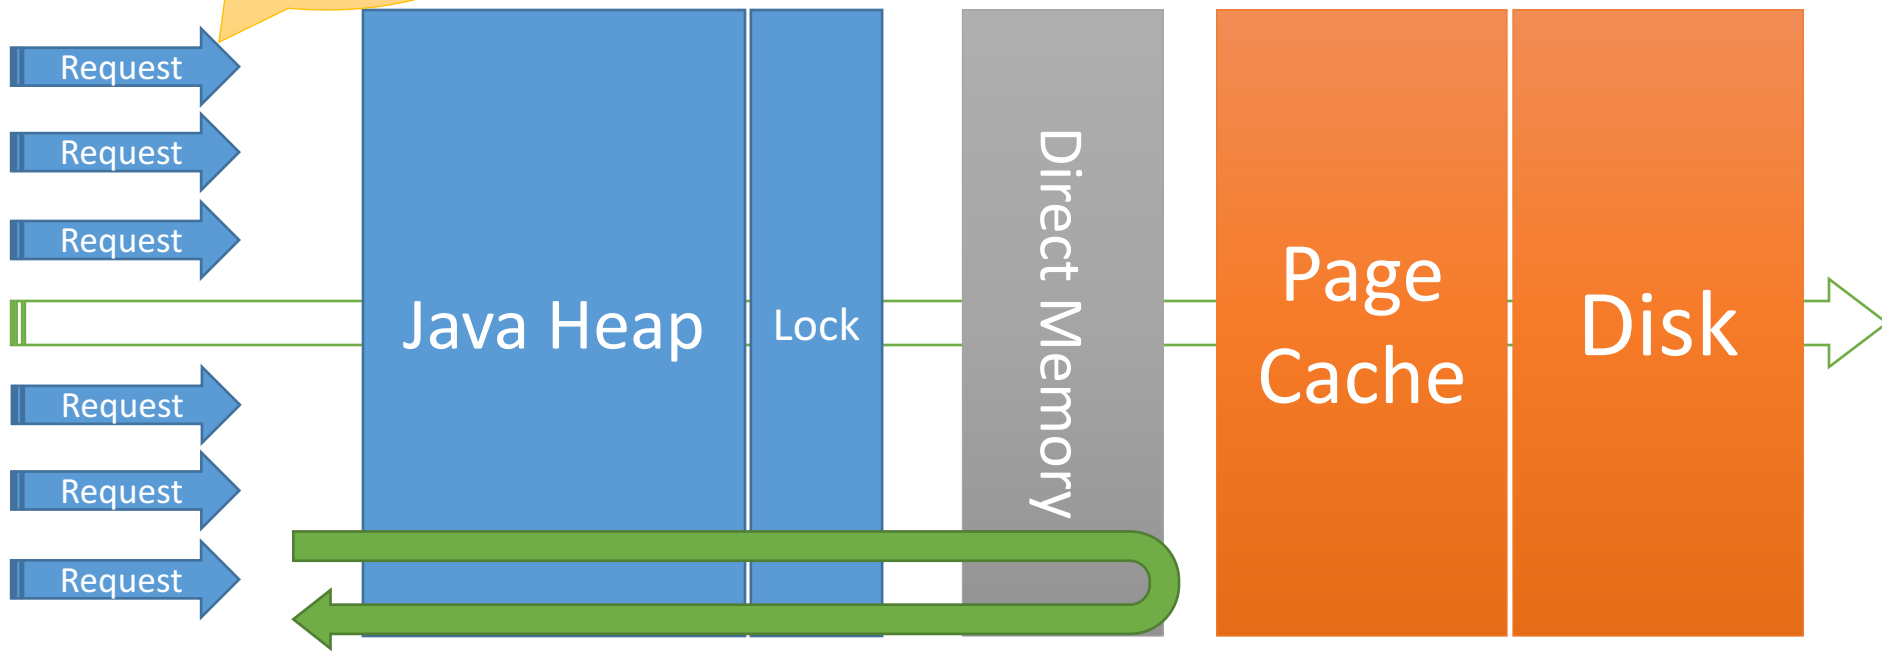 Request
Request
Request
Request
Request
Request
Java Heap
Lock
Direct Memory
Page
Cache
Disk